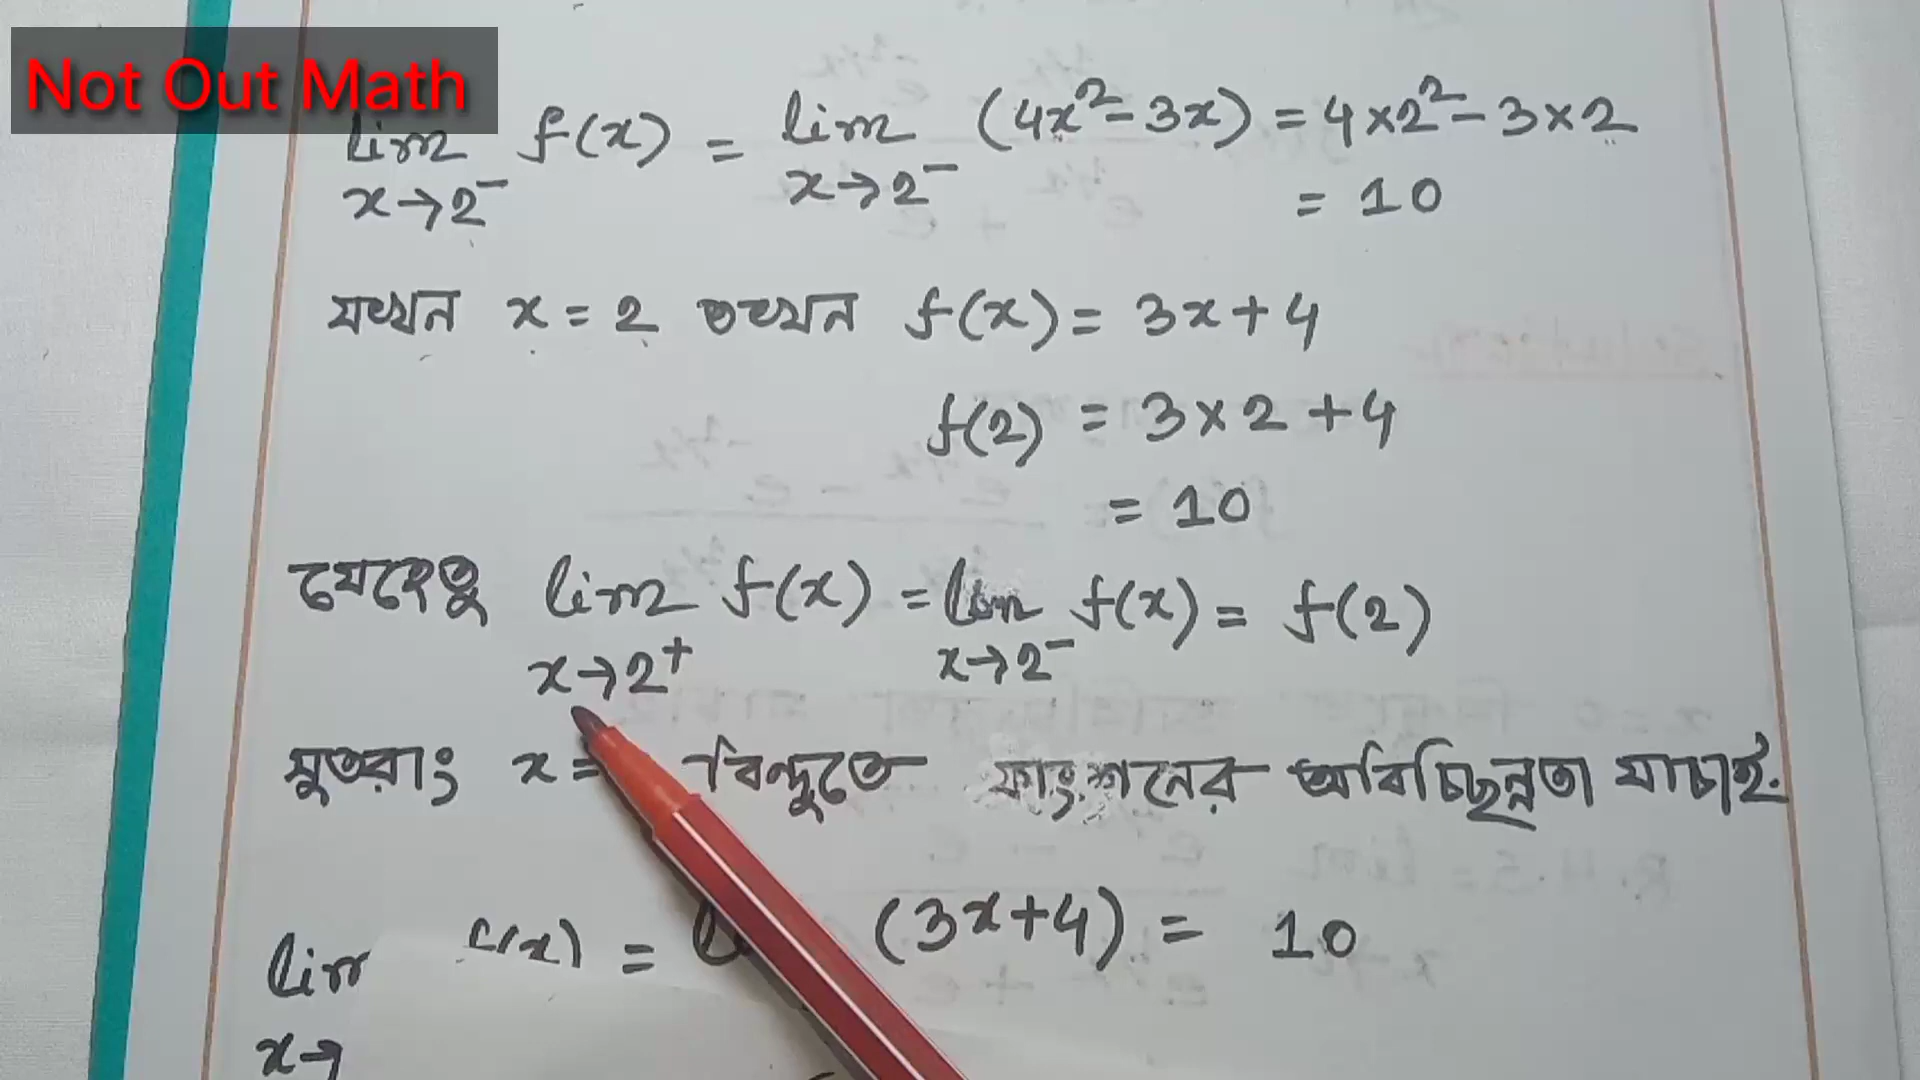 Not Out Math
lim f(x) = lim (4x² - 3x) = 4×2² - 3×2
x→2⁻ x→2⁻ = 10
যখন x = 2 তখন f(x) = 3x + 4
f(2) = 3×2 + 4
= 10
যেহেতু lim f(x) = lim f(x) = f(2)
x→2⁺ x→2⁻
সুতরাং x = বিন্দুতে ফাংশনের অবিচ্ছিন্নতা যাচাই.
lim f(x) = (3x+4) = 10
x→